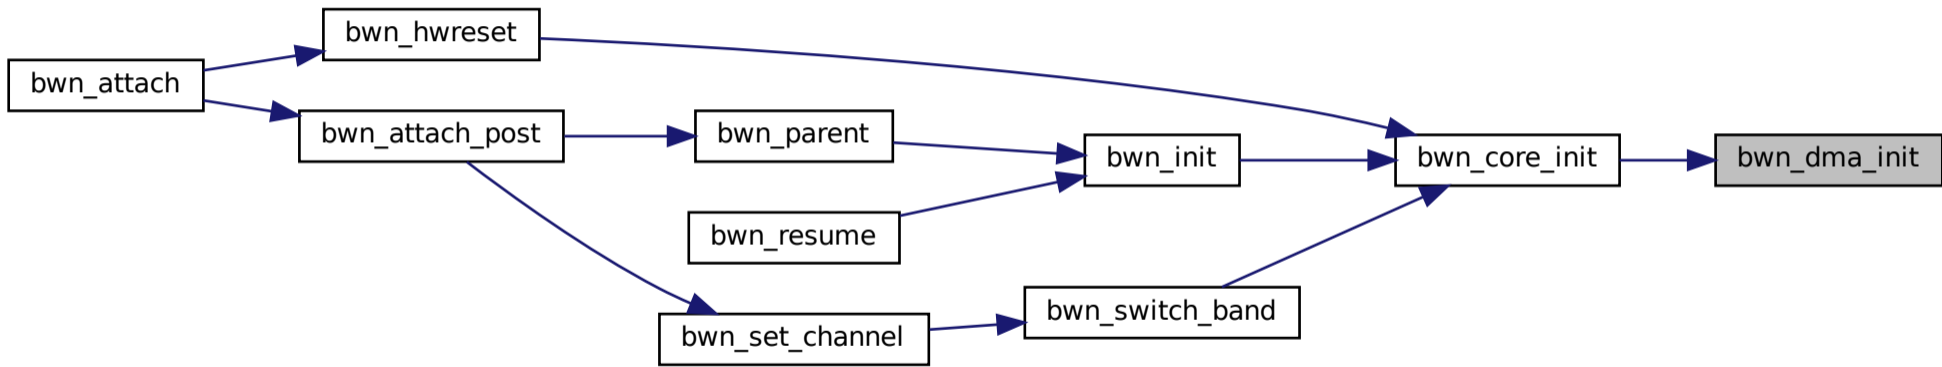 bwn_hwreset
bwn_attach
bwn_attach_post
bwn_parent
bwn_init
bwn_core_init
bwn_dma_init
bwn_resume
bwn_switch_band
bwn_set_channel